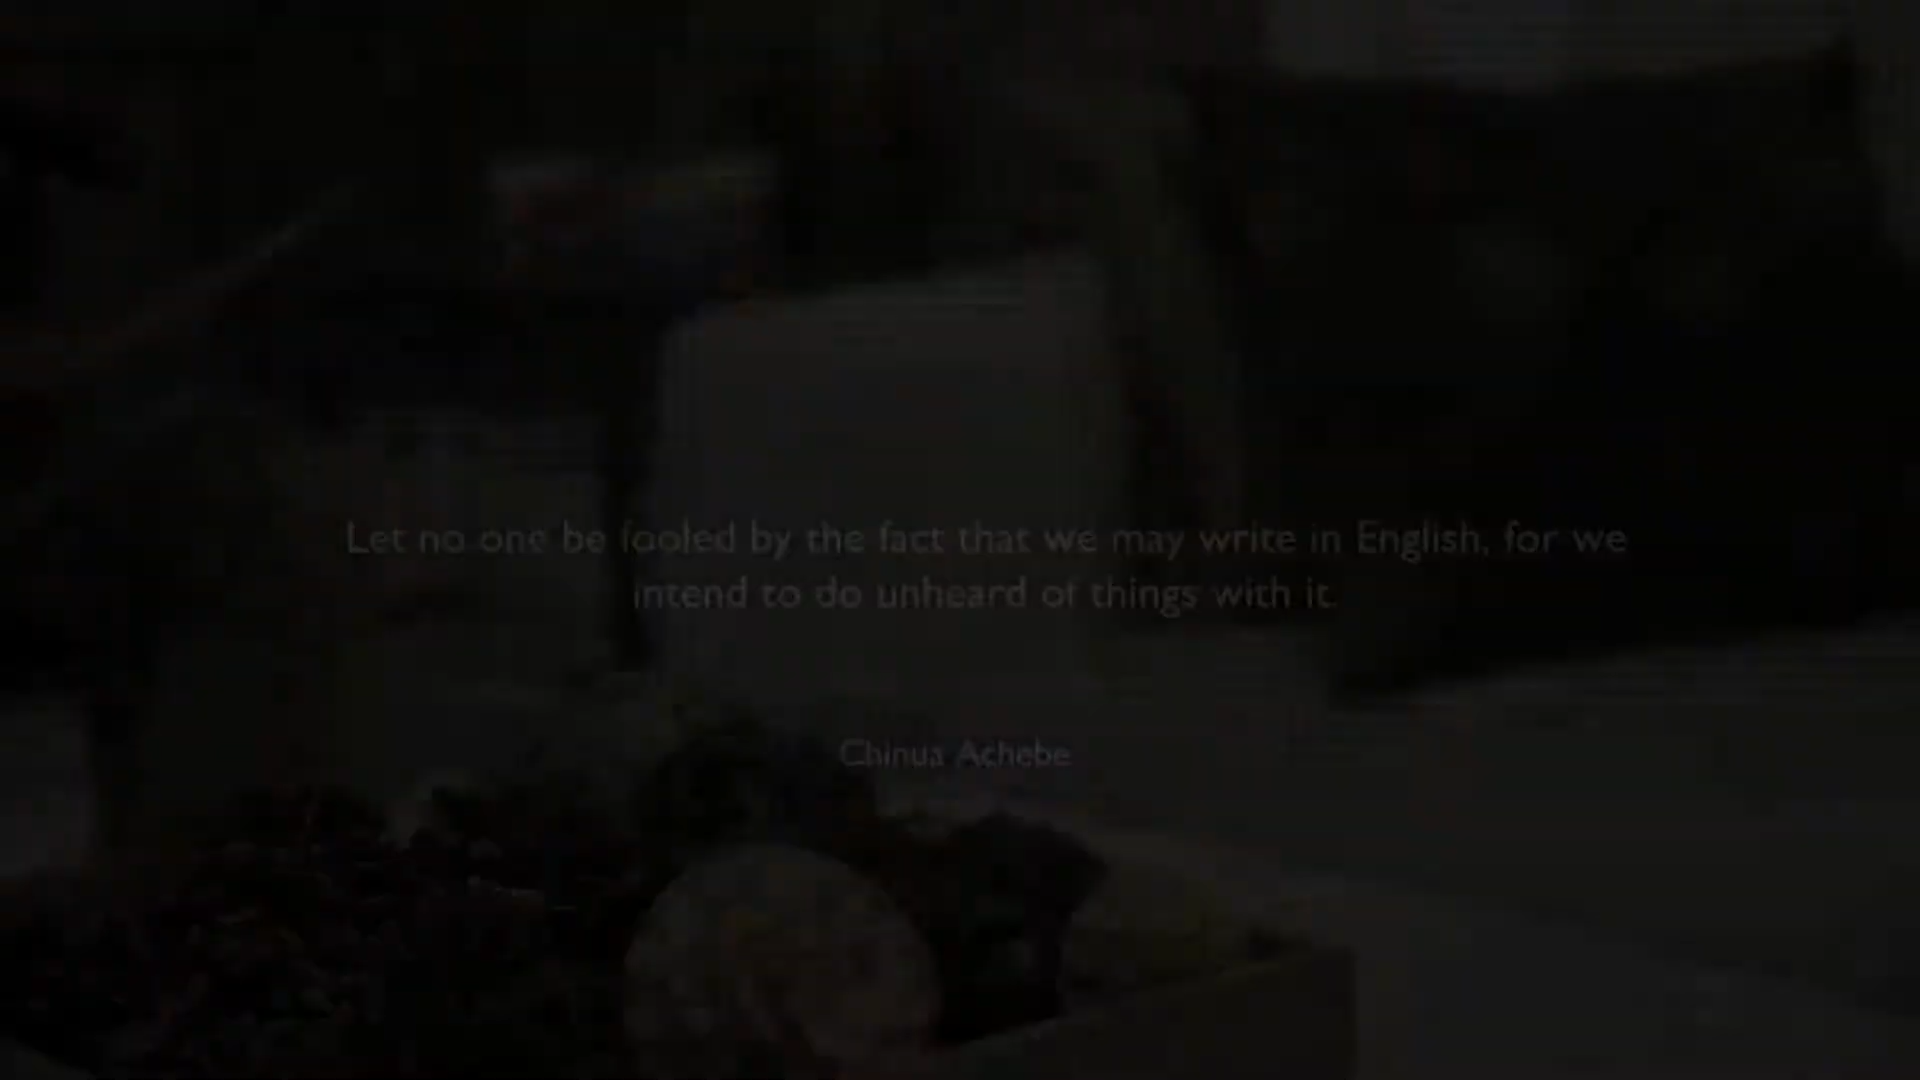 Let no one be fooled by the fact that we may write in English, for we
intend to do unheard of things with it.
Chinua Achebe